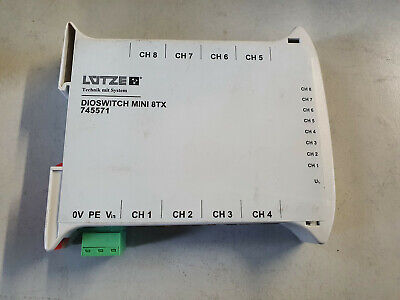 CH 8 CH 7 CH 6 CH 5
LÜTZE
Technik mit System
DIOSWITCH MINI 8TX
745571
CH 8
CH 7
CH 6
CH 5
CH 4
CH 3
CH 2
CH 1
0V PE VIN CH 1 CH 2 CH 3 CH 4